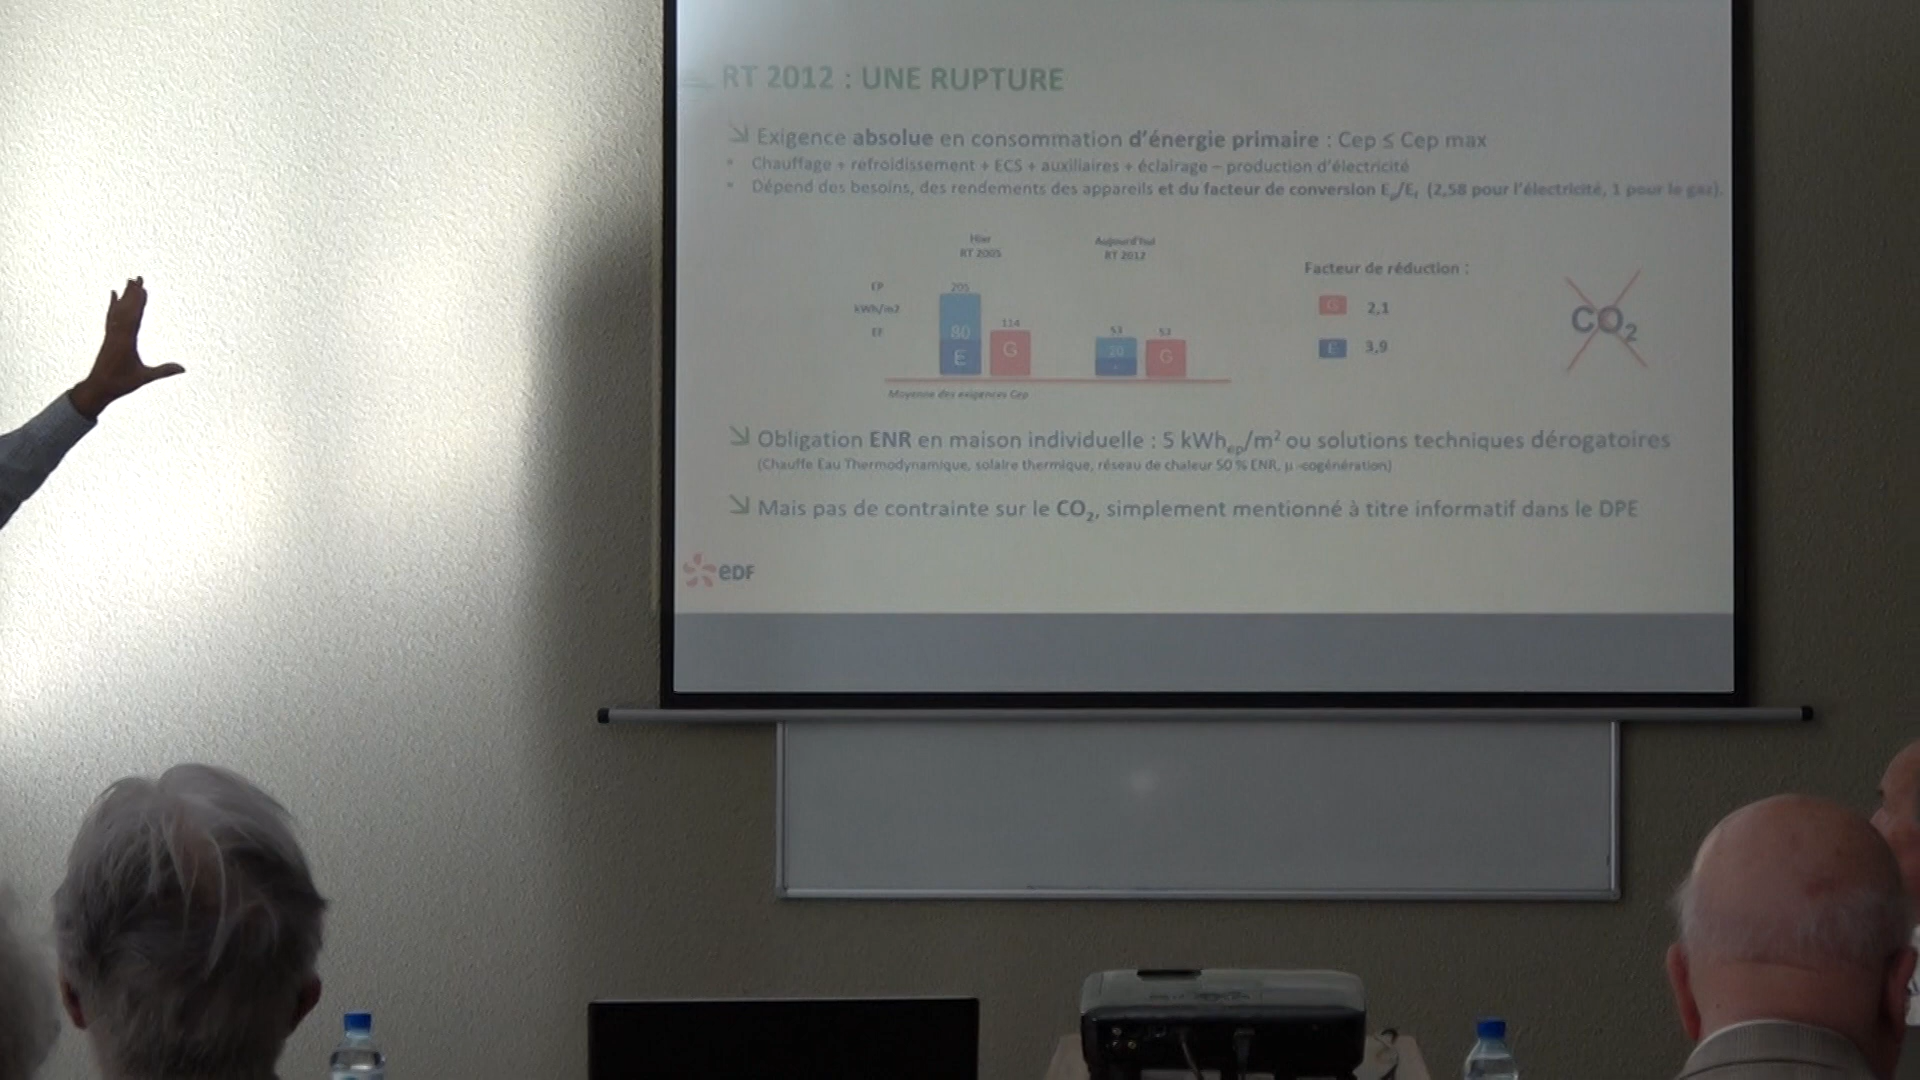 RT 2012 : UNE RUPTURE
Exigence absolue en consommation d'énergie primaire : Cep ≤ Cep max
Chauffage + refroidissement + ECS + auxiliaires + éclairage – production d'électricité
Dépend des besoins, des rendements des appareils et du facteur de conversion Ep/Ef (2,58 pour l'électricité, 1 pour le gaz).
Hier
RT 2005
Aujourd'hui
RT 2012
EP
kWh/m2
EF
205
80
E
114
G
53
20
53
G
Moyenne des exigences Cep
Facteur de réduction :
G 2,1
E 3,9
CO2
Obligation ENR en maison individuelle : 5 kWhep/m² ou solutions techniques dérogatoires
(Chauffe Eau Thermodynamique, solaire thermique, réseau de chaleur 50 % ENR, µ -cogénération)
Mais pas de contrainte sur le CO2, simplement mentionné à titre informatif dans le DPE
eDF